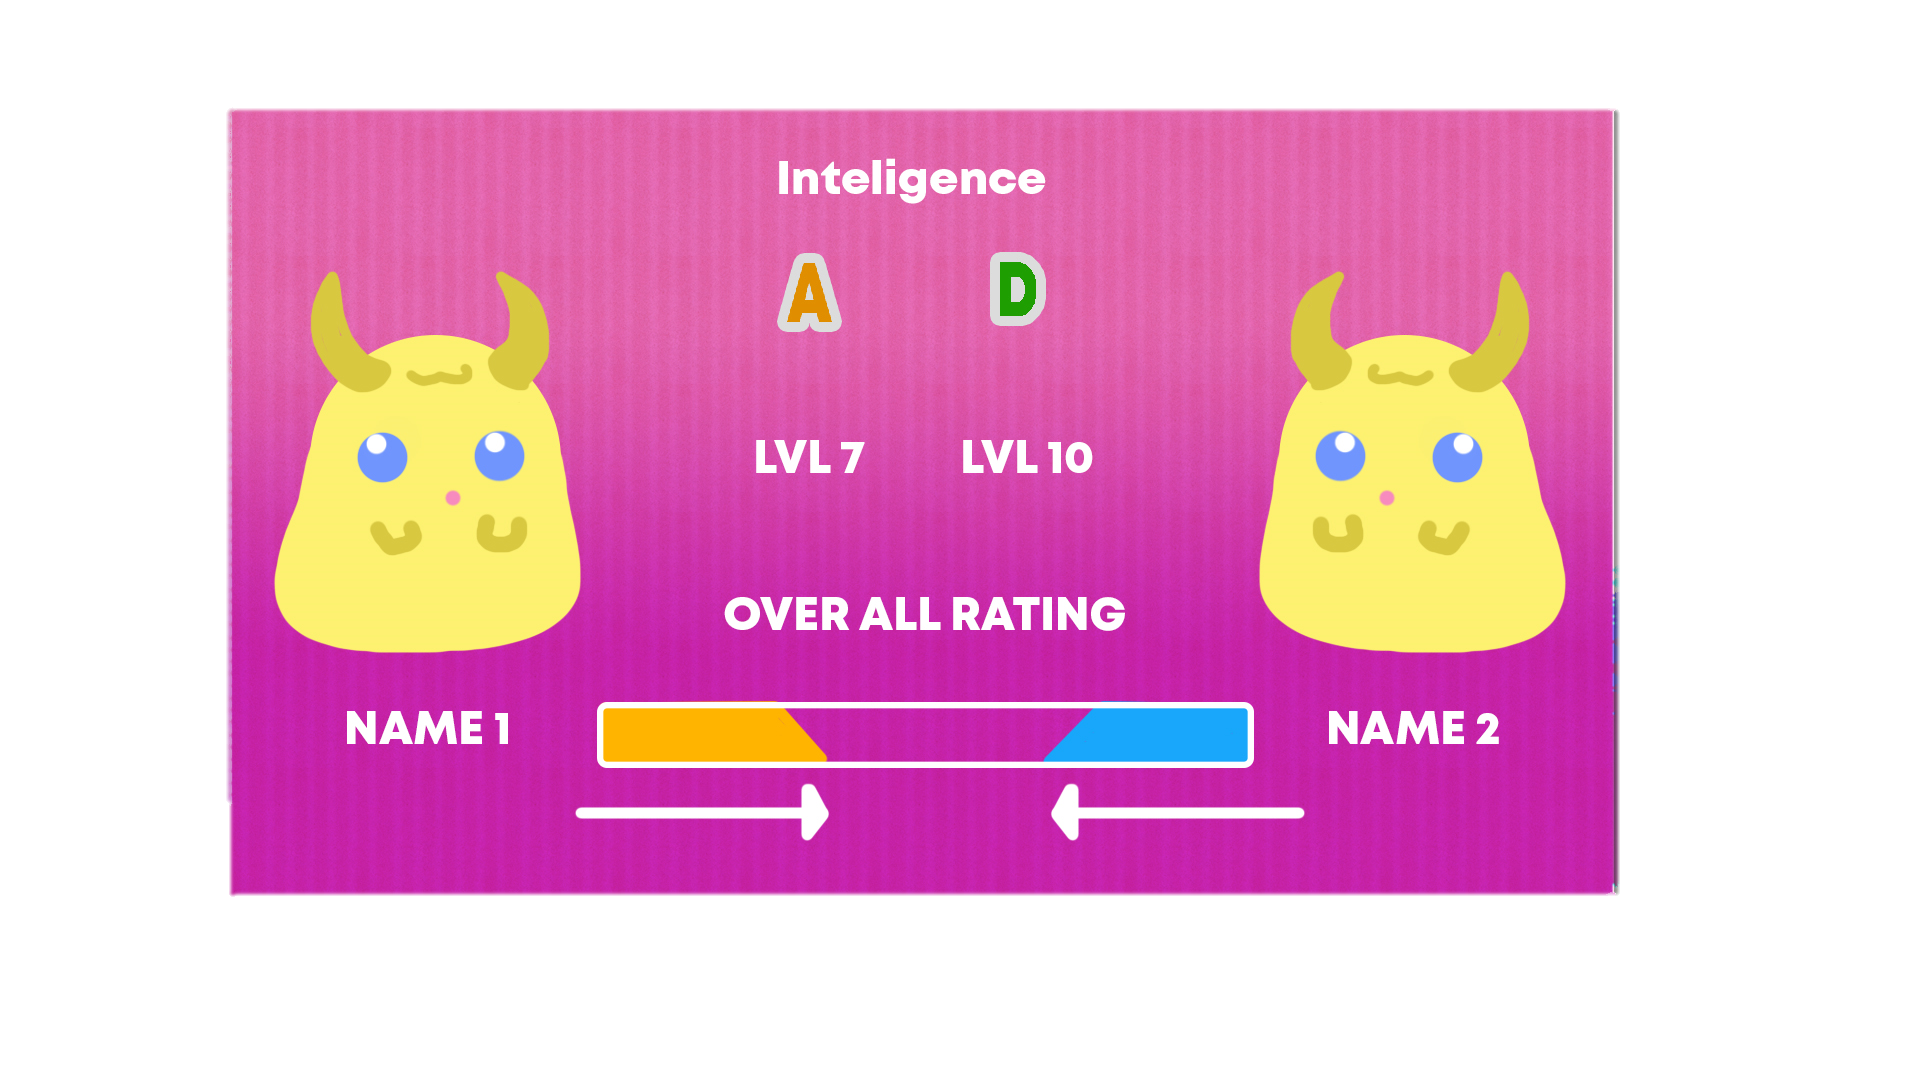 Inteligence
A D
LVL 7 LVL 10
OVER ALL RATING
NAME 1 NAME 2